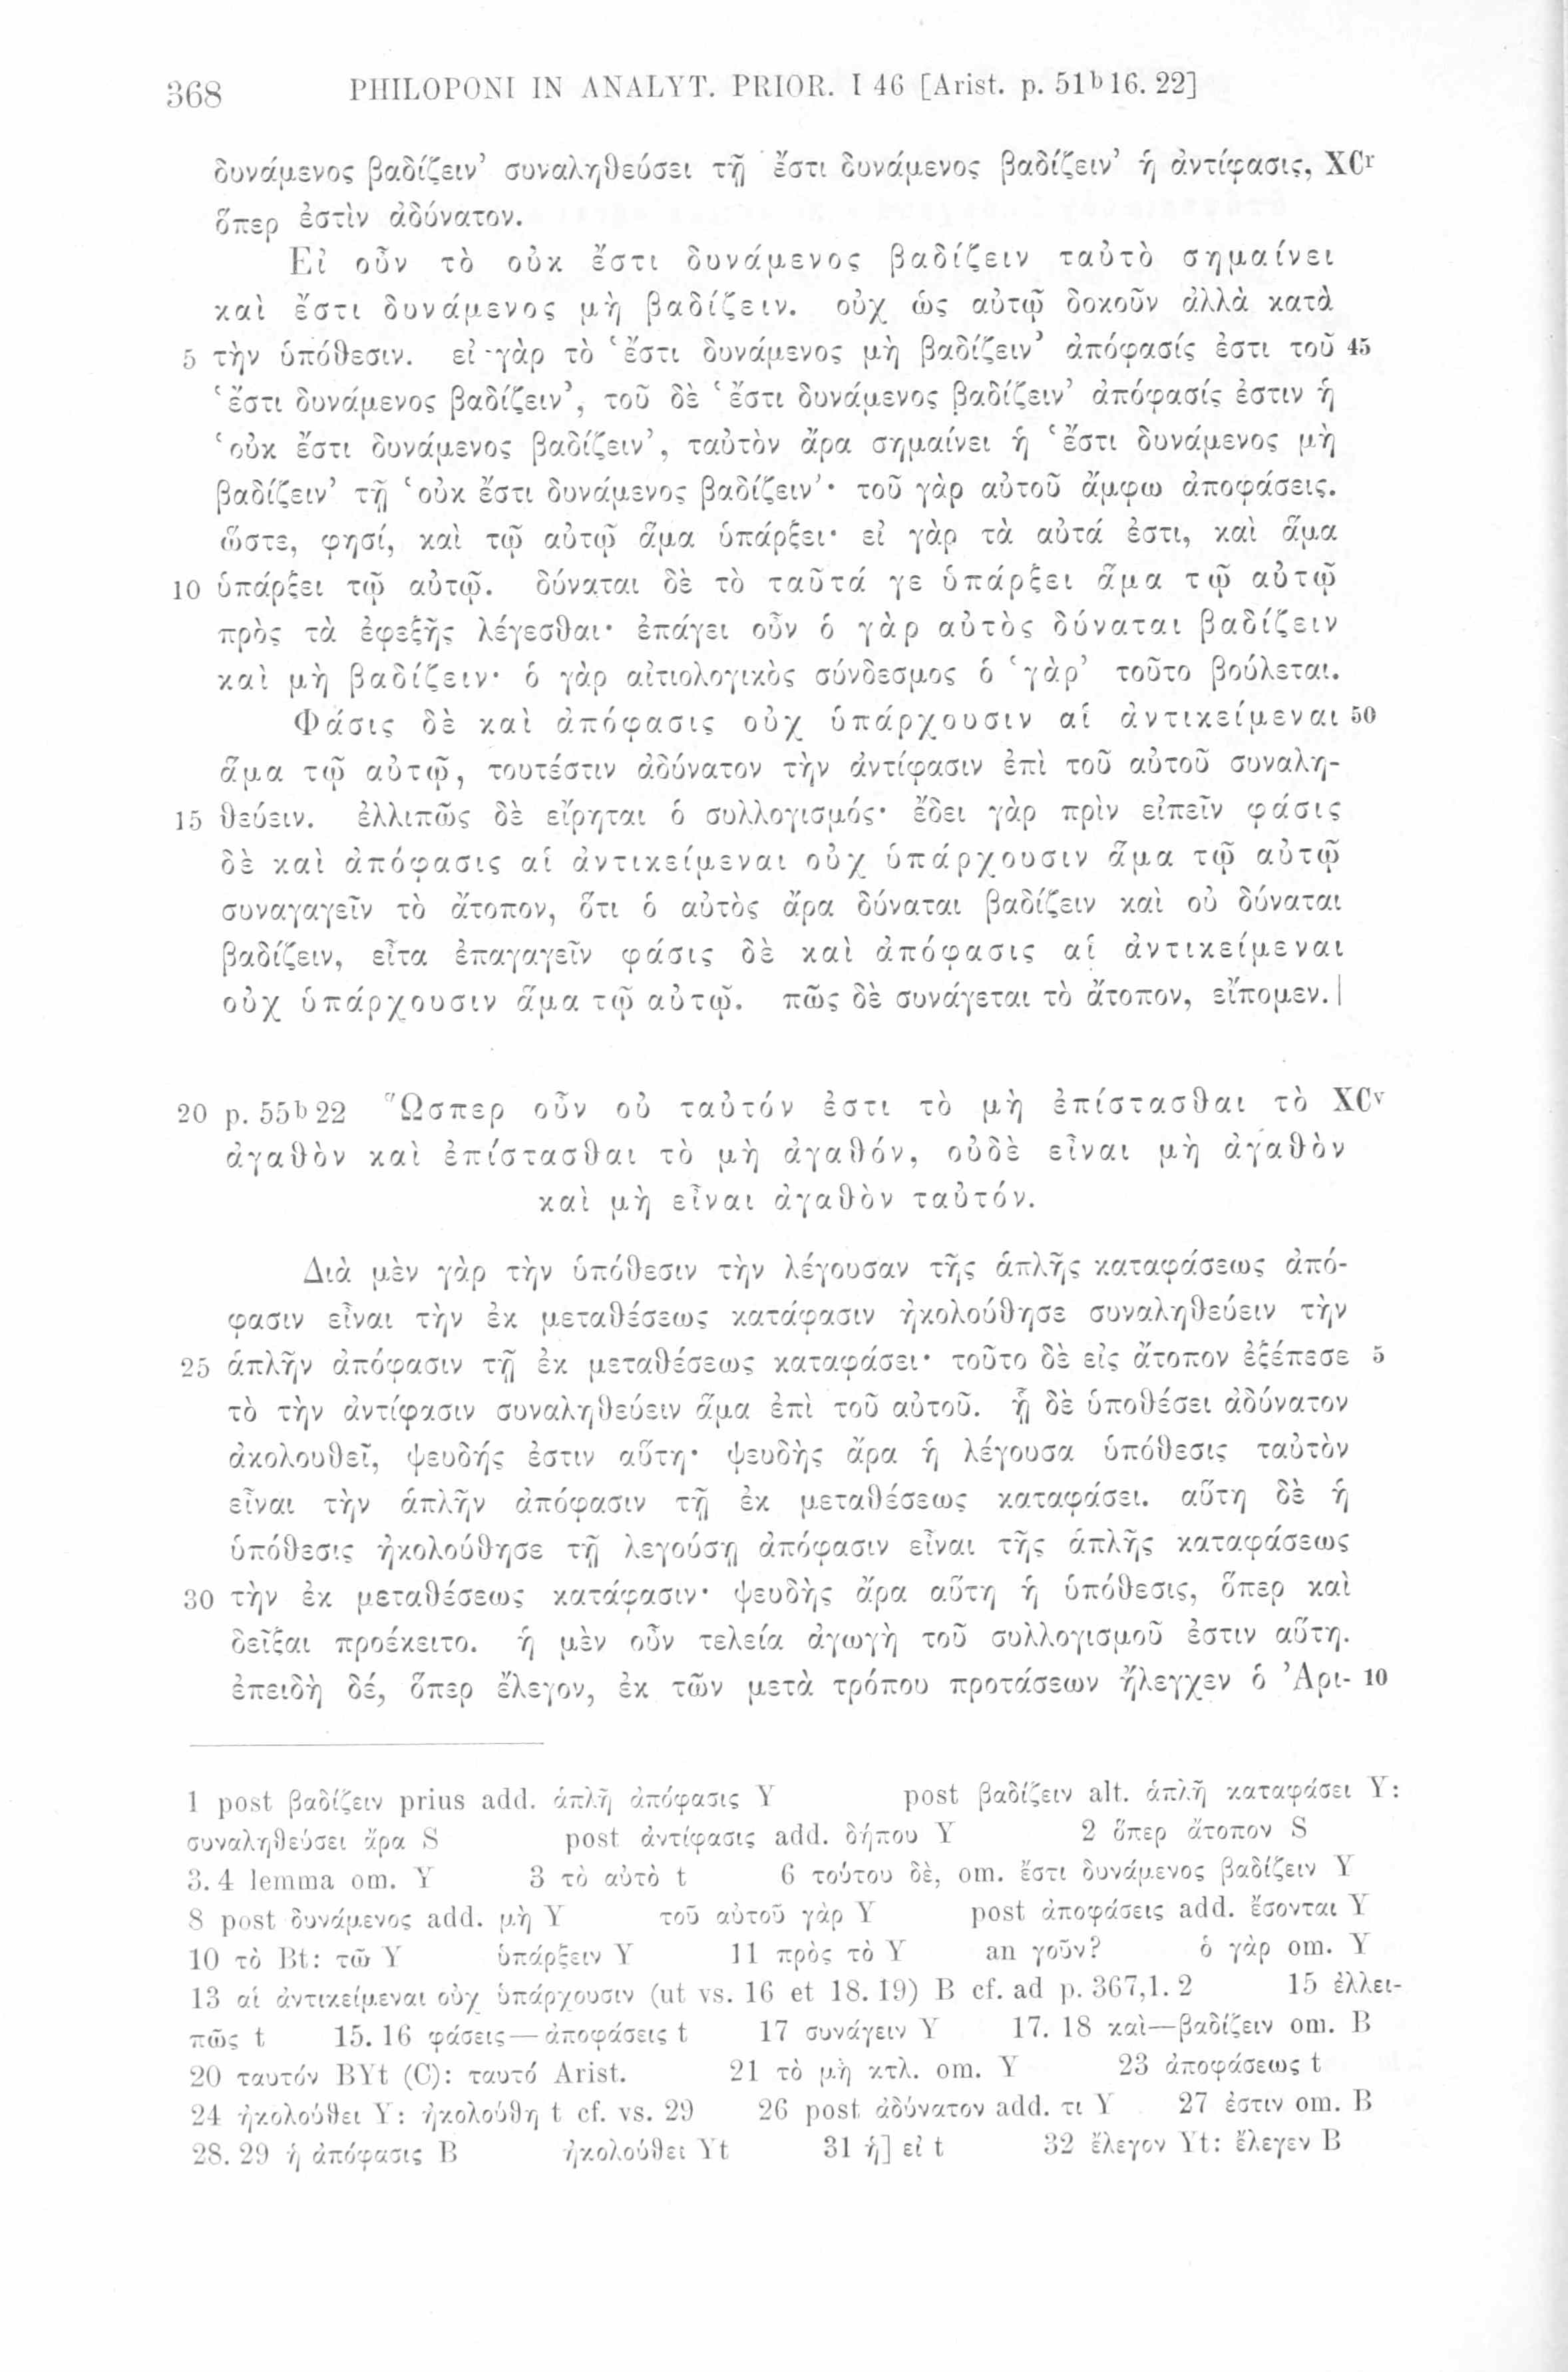 368 PHILOPONI IN ANALYT. PRIOR. I 46 [Arist. p. 51b16. 22]
δυνάμενος βαδίζειν’ συναληθεύσει τῇ ‘ἔστι δυνάμενος βαδίζειν’ ἡ ἀντίφασις, XCr
ὅπερ ἐστὶν ἀδύνατον.
Εἰ οὖν τὸ οὐκ ἔστι δυνάμενος βαδίζειν ταὐτὸ σημαίνει
καὶ ἔστι δυνάμενος μὴ βαδίζειν. οὐχ ὡς αὐτῷ δοκοῦν ἀλλὰ κατὰ
5 τὴν ὑπόθεσιν. εἰ γὰρ τὸ ‘ἔστι δυνάμενος μὴ βαδίζειν’ ἀπόφασίς ἐστι τοῦ 45
‘ἔστι δυνάμενος βαδίζειν’, τοῦ δὲ ‘ἔστι δυνάμενος βαδίζειν’ ἀπόφασίς ἐστιν ἡ
‘οὐκ ἔστι δυνάμενος βαδίζειν’, ταὐτὸν ἄρα σημαίνει ἡ ‘ἔστι δυνάμενος μὴ
βαδίζειν’ τῇ ‘οὐκ ἔστι δυνάμενος βαδίζειν’· τοῦ γὰρ αὐτοῦ ἄμφω ἀποφάσεις.
ὥστε, φησί, καὶ τῷ αὐτῷ ἅμα ὑπάρξει· εἰ γὰρ τὰ αὐτά ἐστι, καὶ ἅμα
10 ὑπάρξει τῷ αὐτῷ. δύναται δὲ τὸ ταῦτά γε ὑπάρξει ἅμα τῷ αὐτῷ
πρὸς τὰ ἐφεξῆς λέγεσθαι· ἐπάγει οὖν ὁ γὰρ αὐτὸς δύναται βαδίζειν
καὶ μὴ βαδίζειν· ὁ γὰρ αἰτιολογικὸς σύνδεσμος ὁ ‘γὰρ’ τοῦτο βούλεται.
Φάσις δὲ καὶ ἀπόφασις οὐχ ὑπάρχουσιν αἱ ἀντικείμεναι 50
ἅμα τῷ αὐτῷ, τουτέστιν ἀδύνατον τὴν ἀντίφασιν ἐπὶ τοῦ αὐτοῦ συναλη-
15 θεύειν. ἐλλιπῶς δὲ εἴρηται ὁ συλλογισμός· ἔδει γὰρ πρὶν εἰπεῖν φάσις
δὲ καὶ ἀπόφασις αἱ ἀντικείμεναι οὐχ ὑπάρχουσιν ἅμα τῷ αὐτῷ
συναγαγεῖν τὸ ἄτοπον, ὅτι ὁ αὐτὸς ἄρα δύναται βαδίζειν καὶ οὐ δύναται
βαδίζειν, εἶτα ἐπαγαγεῖν φάσις δὲ καὶ ἀπόφασις αἱ ἀντικείμεναι
οὐχ ὑπάρχουσιν ἅμα τῷ αὐτῷ. πῶς δὲ συνάγεται τὸ ἄτοπον, εἴπομεν. |
20 p. 55b22 Ὥσπερ οὖν οὐ ταὐτόν ἐστι τὸ μὴ ἐπίστασθαι τὸ XCv
ἀγαθὸν καὶ ἐπίστασθαι τὸ μὴ ἀγαθόν, οὐδὲ εἶναι μὴ ἀγαθὸν
καὶ μὴ εἶναι ἀγαθὸν ταὐτόν.
Διὰ μὲν γὰρ τὴν ὑπόθεσιν τὴν λέγουσαν τῆς ἁπλῆς καταφάσεως ἀπό-
φασιν εἶναι τὴν ἐκ μεταθέσεως κατάφασιν ἠκολούθησε συναληθεύειν τὴν
25 ἁπλῆν ἀπόφασιν τῇ ἐκ μεταθέσεως καταφάσει· τοῦτο δὲ εἰς ἄτοπον ἐξέπεσε 5
τὸ τὴν ἀντίφασιν συναληθεύειν ἅμα ἐπὶ τοῦ αὐτοῦ. ᾗ δὲ ὑποθέσει ἀδύνατον
ἀκολουθεῖ, ψευδής ἐστιν αὕτη· ψευδὴς ἄρα ἡ λέγουσα ὑπόθεσις ταὐτὸν
εἶναι τὴν ἁπλῆν ἀπόφασιν τῇ ἐκ μεταθέσεως καταφάσει. αὕτη δὲ ἡ
ὑπόθεσις ἠκολούθησε τῇ λεγούσῃ ἀπόφασιν εἶναι τῆς ἁπλῆς καταφάσεως
30 τὴν ἐκ μεταθέσεως κατάφασιν· ψευδὴς ἄρα αὕτη ἡ ὑπόθεσις, ὅπερ καὶ
δεῖξαι προέκειτο. ἡ μὲν οὖν τελεία ἀγωγὴ τοῦ συλλογισμοῦ ἐστιν αὕτη.
ἐπειδὴ δέ, ὅπερ ἔλεγον, ἐκ τῶν μετὰ τρόπου προτάσεων ἤλεγχεν ὁ Ἀρι- 10
1 post βαδίζειν prius add. ἁπλῆ ἀπόφασις Y post βαδίζειν alt. ἁπλῇ καταφάσει Y:
συναληθεύσει ἄρα S post ἀντίφασις add. δήπου Y 2 ὅπερ ἄτοπον S
3. 4 lemma om. Y 3 τὸ αὐτὸ t 6 τούτου δὲ, om. ἔστι δυνάμενος βαδίζειν Y
8 post δυνάμενος add. μὴ Y τοῦ αὐτοῦ γὰρ Y post ἀποφάσεις add. ἔσονται Y
10 τὸ Bt: τῶ Y ὑπάρξειν Y 11 πρὸς τὸ Y an γοῦν? ὁ γὰρ om. Y
13 αἱ ἀντικείμεναι οὐχ ὑπάρχουσιν (ut vs. 16 et 18. 19) B cf. ad p. 367,1. 2 15 ἐλλει-
πῶς t 15. 16 φάσεις — ἀποφάσεις t 17 συνάγειν Y 17. 18 καὶ—βαδίζειν om. B
20 ταυτόν BYt (C): ταυτό Arist. 21 τὸ μὴ κτλ. om. Y 23 ἀποφάσεως t
24 ἠκολούθει Y: ἠκολούθη t cf. vs. 29 26 post ἀδύνατον add. τι Y 27 ἐστιν om. B
28. 29 ἡ ἀπόφασις B ἠκολούθει Yt 31 ἡ] εἰ t 32 ἔλεγον Yt: ἔλεγεν B